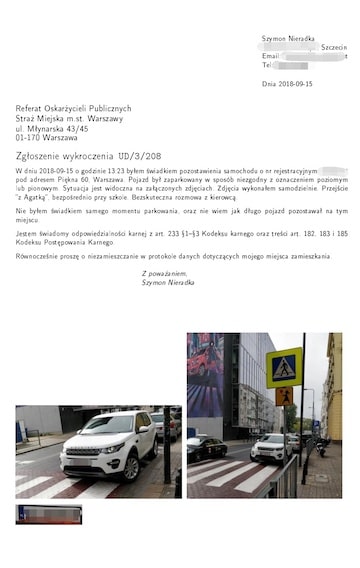 Szymon Nieradka
Szczecin
Email
Tel
Dnia 2018-09-15
Referat Oskarżycieli Publicznych
Straż Miejska m.st. Warszawy
ul. Młynarska 43/45
01-170 Warszawa
Zgłoszenie wykroczenia UD/3/208
W dniu 2018-09-15 o godzinie 13:23 byłem świadkiem pozostawienia samochodu o nr rejestracyjnym
pod adresem Piękna 60, Warszawa. Pojazd był zaparkowany w sposób niezgodny z oznaczeniem poziomym
lub pionowym. Sytuacja jest widoczna na załączonych zdjęciach. Zdjęcia wykonałem samodzielnie. Przejście
"z Agatką", bezpośrednio przy szkole. Bezskuteczna rozmowa z kierowcą.
Nie byłem świadkiem samego momentu parkowania, oraz nie wiem jak długo pojazd pozostawał na tym
miejscu.
Jestem świadomy odpowiedzialności karnej z art. 233 §1–§3 Kodeksu karnego oraz treści art. 182, 183 i 185
Kodeksu Postępowania Karnego.
Równocześnie proszę o niezamieszczanie w protokole danych dotyczących mojego miejsca zamieszkania.
Z poważaniem,
Szymon Nieradka